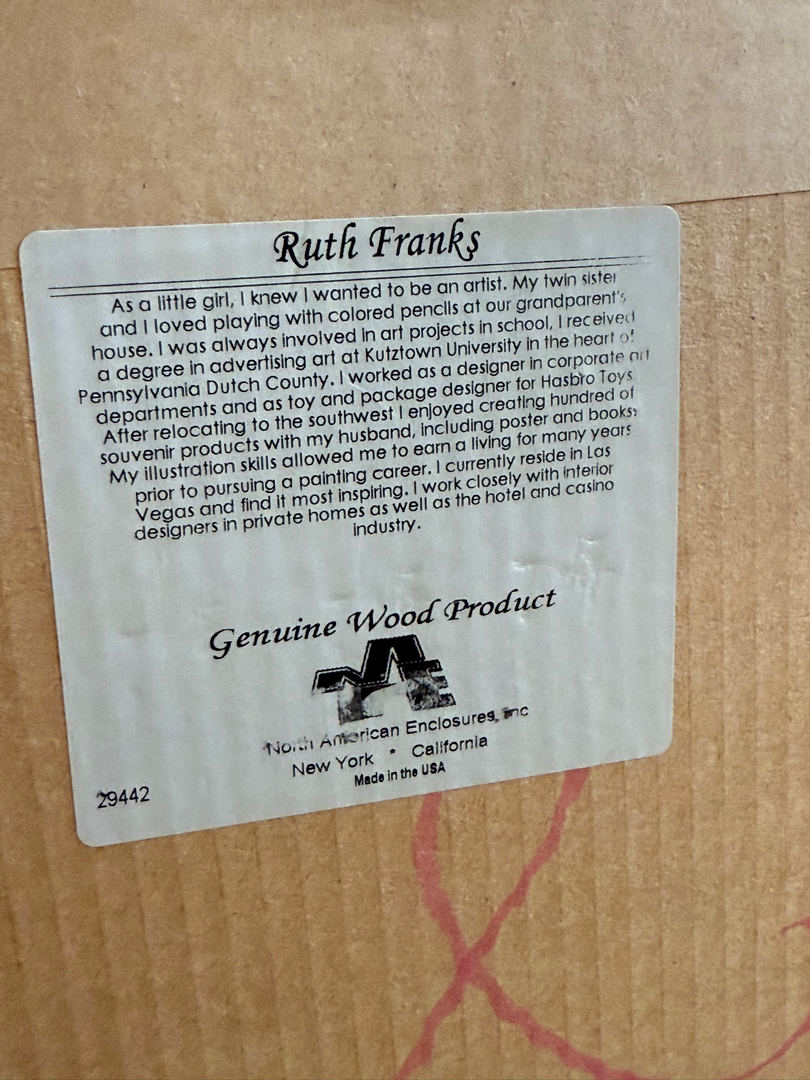 Ruth Franks
As a little girl, I knew I wanted to be an artist. My twin sister
and I loved playing with colored pencils at our grandparent's
house. I was always involved in art projects in school, I received
a degree in advertising art at Kutztown University in the heart of
Pennsylvania Dutch County. I worked as a designer in corporate art
departments and as toy and package designer for Hasbro Toys
After relocating to the southwest I enjoyed creating hundred of
souvenir products with my husband, including poster and books.
My illustration skills allowed me to earn a living for many years
prior to pursuing a painting career. I currently reside in Las
Vegas and find it most inspiring. I work closely with interior
designers in private homes as well as the hotel and casino
industry.
Genuine Wood Product
North American Enclosures, Inc
New York * California
Made in the USA
29442